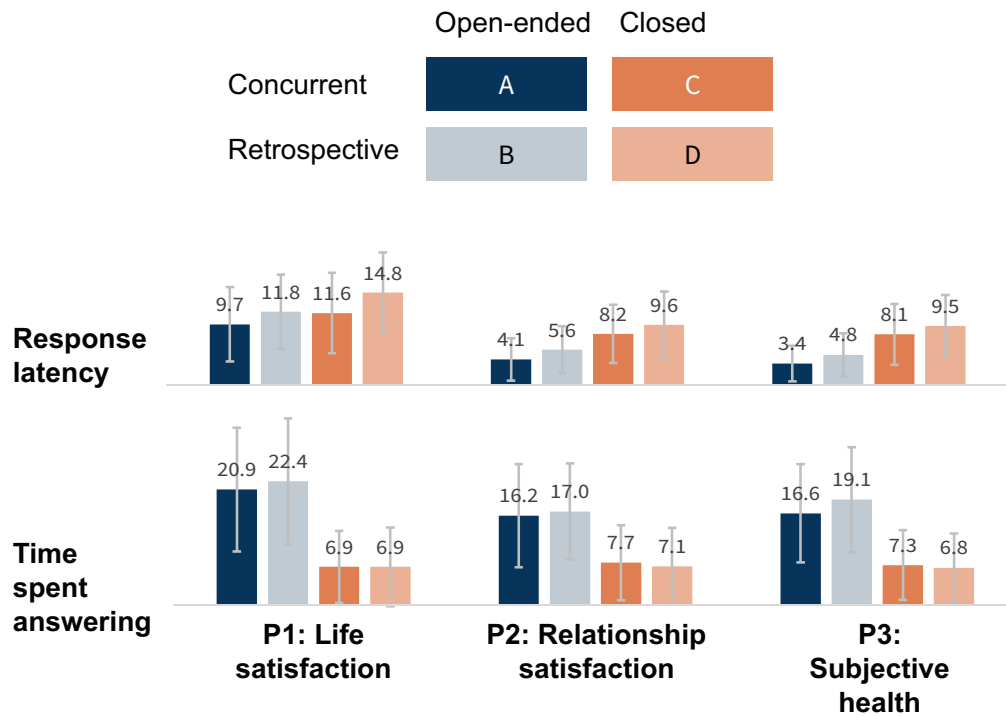 Open-ended Closed
Concurrent A C
Retrospective B D
Response
latency
9.7 11.8 11.6 14.8
4.1 5.6 8.2 9.6
3.4 4.8 8.1 9.5
Time
spent
answering
20.9 22.4 6.9 6.9
16.2 17.0 7.7 7.1
16.6 19.1 7.3 6.8
P1: Life
satisfaction
P2: Relationship
satisfaction
P3:
Subjective
health